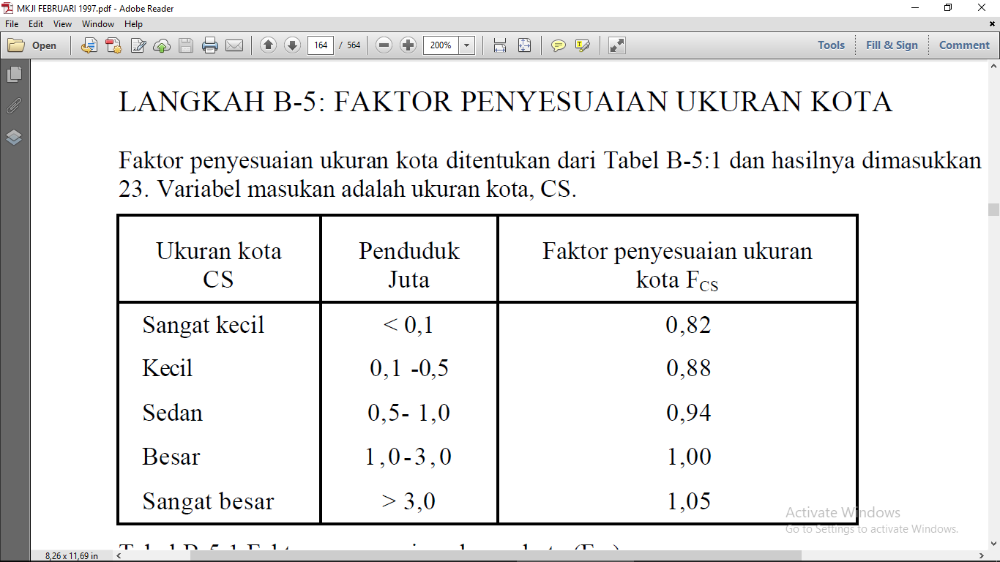 MKJI FEBRUARI 1997.pdf - Adobe Reader
File Edit View Window Help
Open 164 / 564 200% Tools Fill & Sign Comment
LANGKAH B-5: FAKTOR PENYESUAIAN UKURAN KOTA
Faktor penyesuaian ukuran kota ditentukan dari Tabel B-5:1 dan hasilnya dimasukkan
23. Variabel masukan adalah ukuran kota, CS.
Ukuran kota Penduduk Faktor penyesuaian ukuran
CS Juta kota FCS
Sangat kecil < 0,1 0,82
Kecil 0,1 -0,5 0,88
Sedan 0,5- 1,0 0,94
Besar 1,0-3,0 1,00
Sangat besar > 3,0 1,05
Activate Windows
Go to Settings to activate Windows.
8,26 x 11,69 in